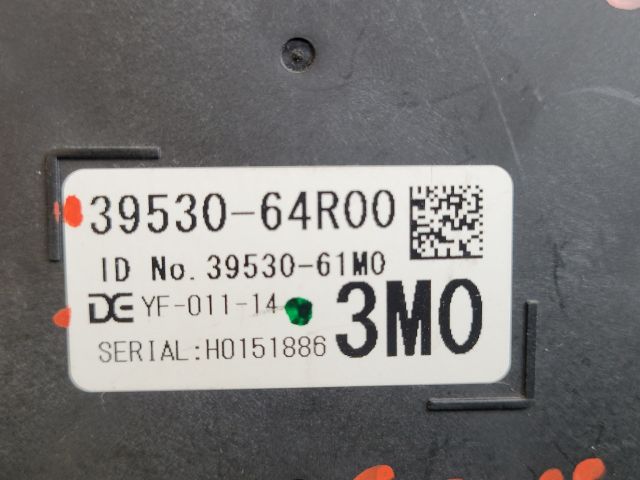 39530-64R00
ID No. 39530-61M0
DE YF-011-14
3M0
SERIAL:H0151886